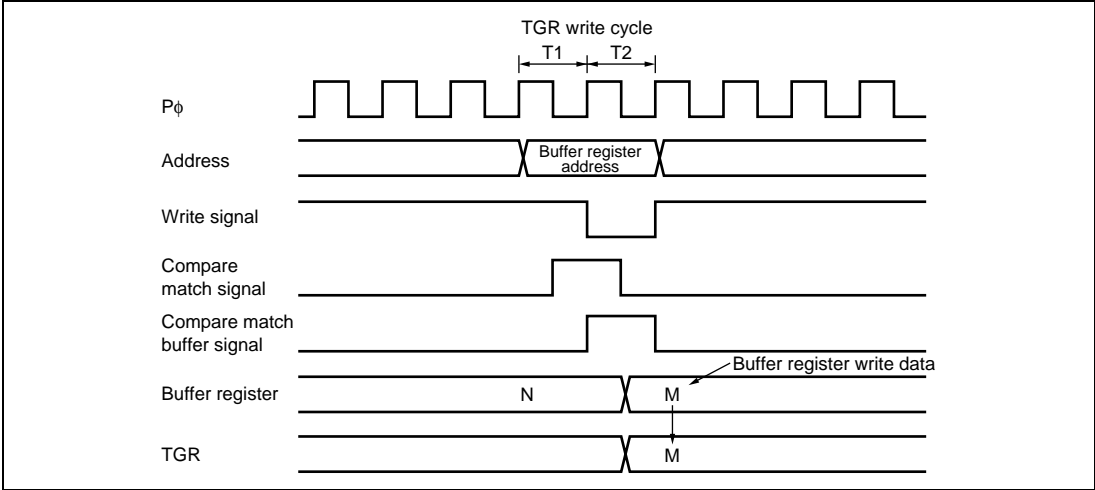 TGR write cycle
T1 T2
Pϕ
Address
Buffer register
address
Write signal
Compare
match signal
Compare match
buffer signal
Buffer register write data
Buffer register
N M
TGR
M